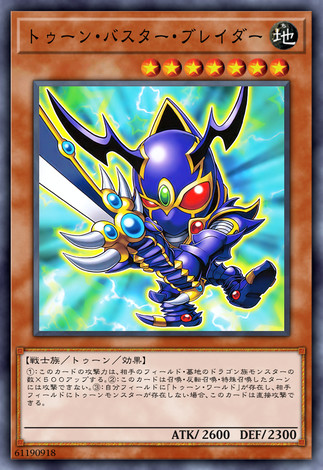 トゥーン・バスター・ブレイダー
地
【戦士族／トゥーン／効果】
①：このカードの攻撃力は、相手のフィールド・墓地のドラゴン族モンスターの
数×５００アップする。②：このカードは召喚・反転召喚・特殊召喚したターン
には攻撃できない。③：自分フィールドに「トゥーン・ワールド」が存在し、相手
フィールドにトゥーンモンスターが存在しない場合、このカードは直接攻撃で
きる。
ATK/ 2600 DEF/2300
61190918